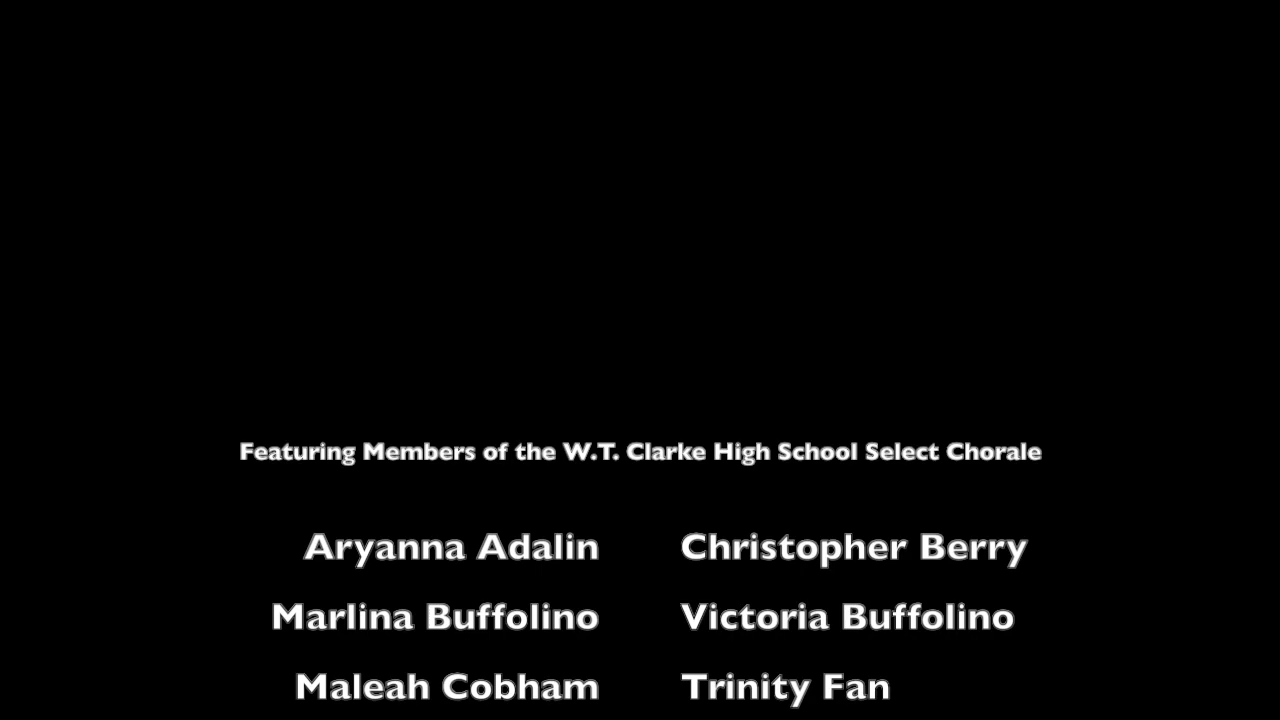 Featuring Members of the W.T. Clarke High School Select Chorale
Aryanna Adalin Christopher Berry
Marlina Buffolino Victoria Buffolino
Maleah Cobham Trinity Fan